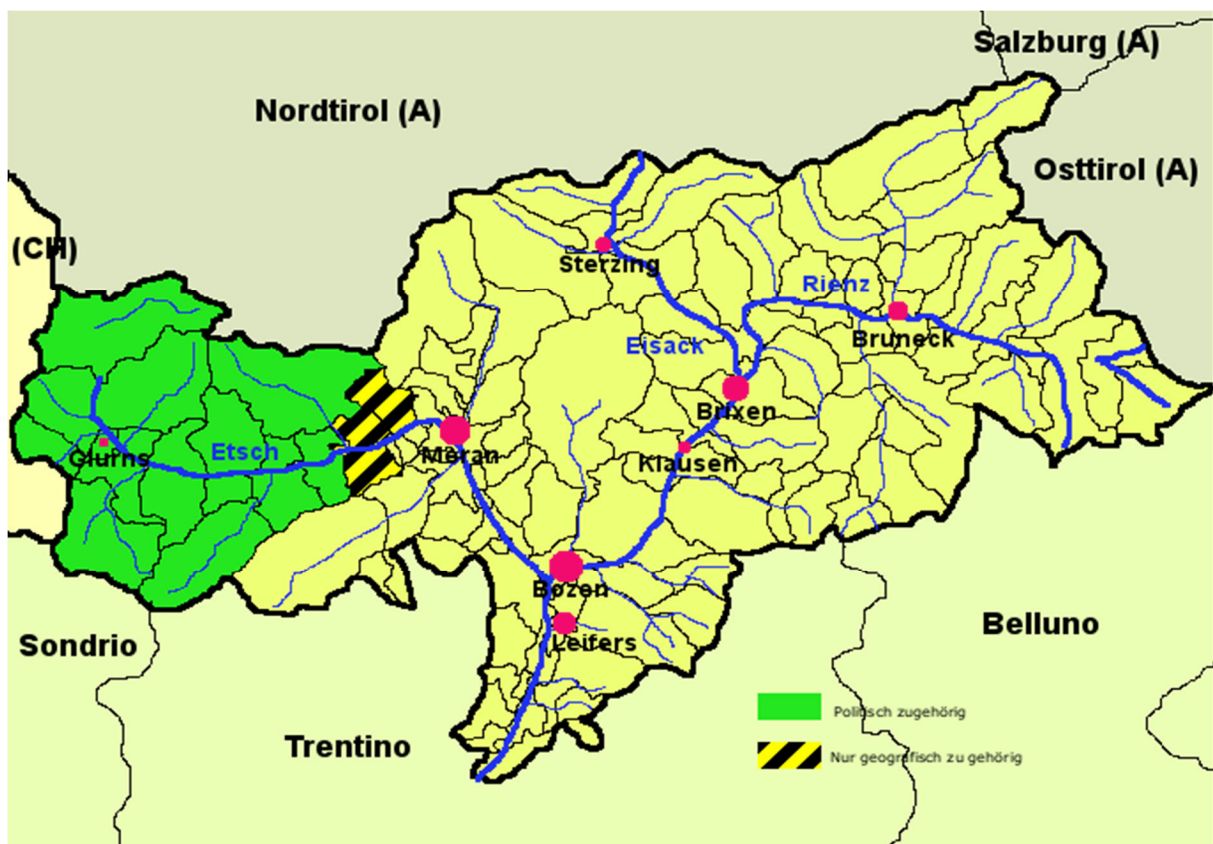 Salzburg (A)
Nordtirol (A)
Osttirol (A)
(CH)
Sterzing
Rienz
Eisack
Bruneck
Brixen
Glurns
Etsch
Meran
Klausen
Bozen
Leifers
Sondrio
Belluno
Trentino
Politisch zugehörig
Nur geografisch zu gehörig